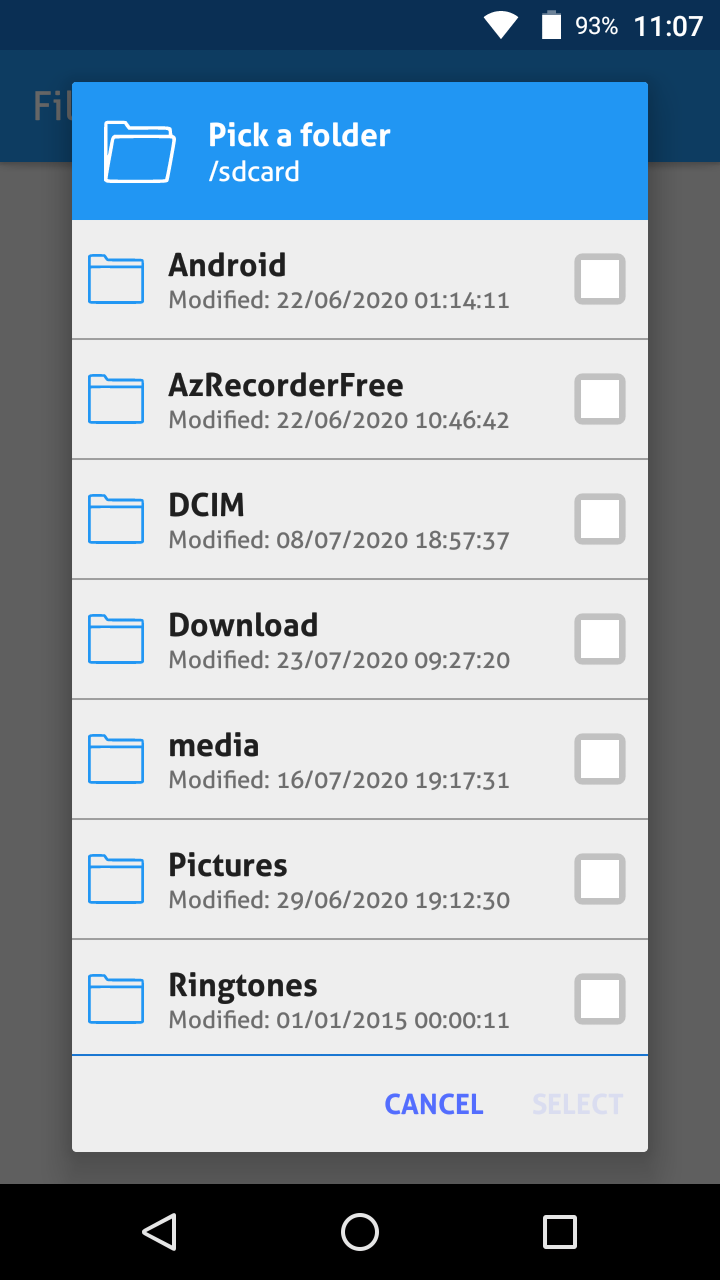 93% 11:07
Fil
Pick a folder
/sdcard
Android
Modified: 22/06/2020 01:14:11
AzRecorderFree
Modified: 22/06/2020 10:46:42
DCIM
Modified: 08/07/2020 18:57:37
Download
Modified: 23/07/2020 09:27:20
media
Modified: 16/07/2020 19:17:31
Pictures
Modified: 29/06/2020 19:12:30
Ringtones
Modified: 01/01/2015 00:00:11
CANCEL SELECT